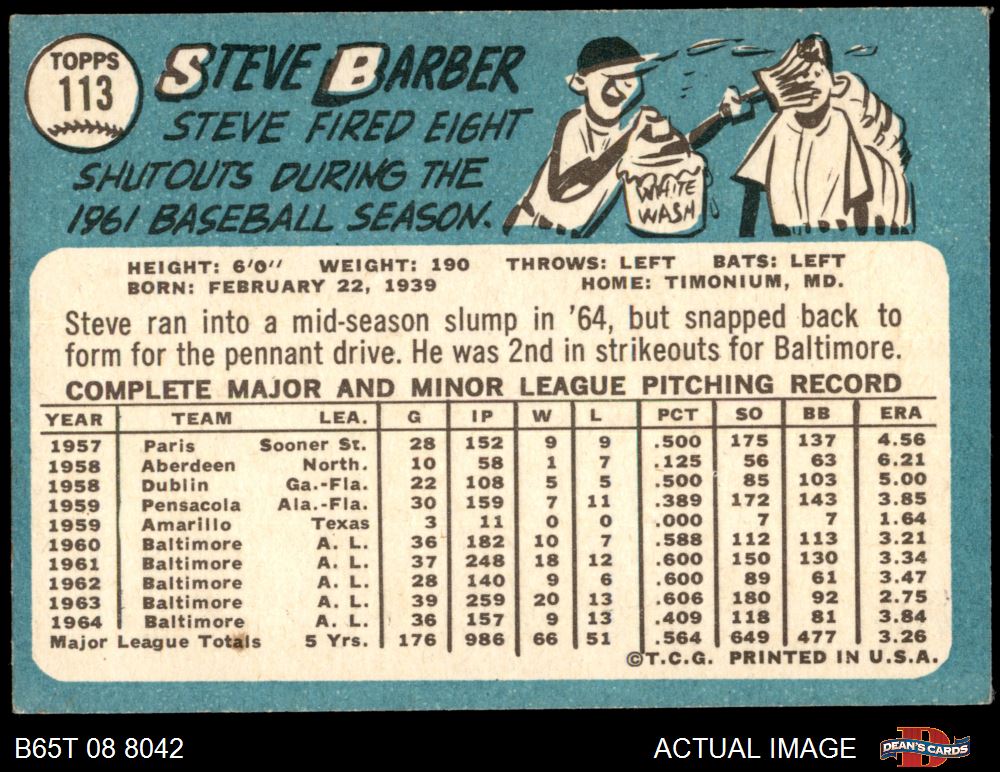 TOPPS
113
STEVE BARBER
STEVE FIRED EIGHT
SHUTOUTS DURING THE
1961 BASEBALL SEASON.
WHITE
WASH
HEIGHT: 6'0" WEIGHT: 190 THROWS: LEFT BATS: LEFT
BORN: FEBRUARY 22, 1939 HOME: TIMONIUM, MD.
Steve ran into a mid-season slump in '64, but snapped back to
form for the pennant drive. He was 2nd in strikeouts for Baltimore.
COMPLETE MAJOR AND MINOR LEAGUE PITCHING RECORD
YEAR TEAM LEA. G IP W L PCT SO BB ERA
1957 Paris Sooner St. 28 152 9 9 .500 175 137 4.56
1958 Aberdeen North. 10 58 1 7 .125 56 63 6.21
1958 Dublin Ga.-Fla. 22 108 5 5 .500 85 103 5.00
1959 Pensacola Ala.-Fla. 30 159 7 11 .389 172 143 3.85
1959 Amarillo Texas 3 11 0 0 .000 7 7 1.64
1960 Baltimore A. L. 36 182 10 7 .588 112 113 3.21
1961 Baltimore A. L. 37 248 18 12 .600 150 130 3.34
1962 Baltimore A. L. 28 140 9 6 .600 89 61 3.47
1963 Baltimore A. L. 39 259 20 13 .606 180 92 2.75
1964 Baltimore A. L. 36 157 9 13 .409 118 81 3.84
Major League Totals 5 Yrs. 176 986 66 51 .564 649 477 3.26
©T.C.G. PRINTED IN U.S.A.
B65T 08 8042 ACTUAL IMAGE DEAN'S CARDS